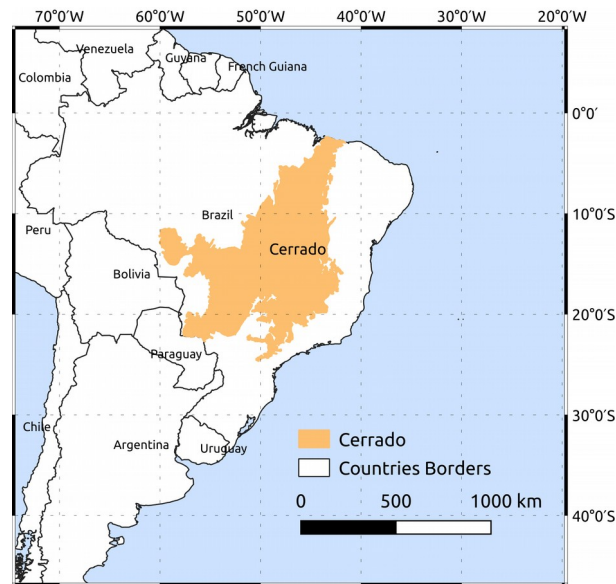 70°0′W 60°0′W 50°0′W 40°0′W 30°0′W 20°0′W
Venezuela
Guyana
French Guiana
Colombia
0°0′
Brazil
10°0′S
Peru
Cerrado
Bolivia
20°0′S
Paraguay
30°0′S
Chile
Argentina
Uruguay
Cerrado
Countries Borders
0 500 1000 km
40°0′S